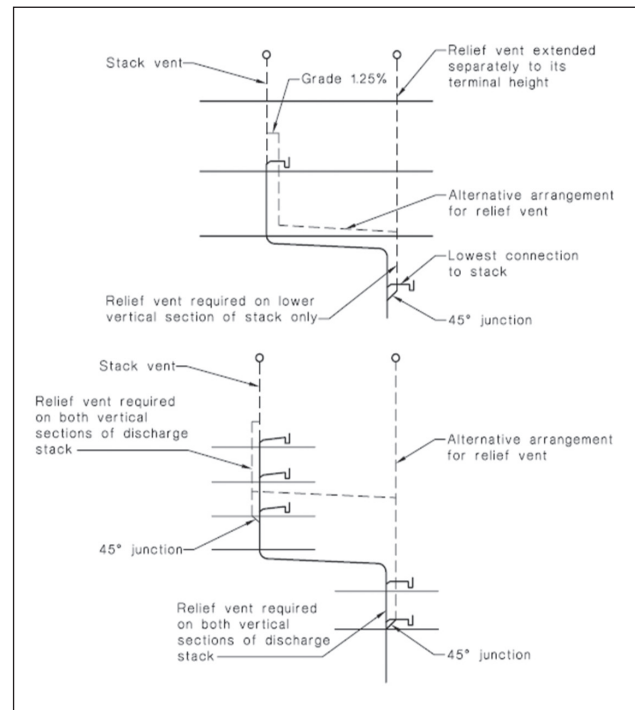 Stack vent
Relief vent extended
separately to its
terminal height
Grade 1.25%
Alternative arrangement
for relief vent
Lowest connection
to stack
Relief vent required on lower
vertical section of stack only
45° junction
Stack vent
Relief vent required
on both vertical
sections of discharge
stack
Alternative arrangement
for relief vent
45° junction
Relief vent required
on both vertical
sections of discharge
stack
45° junction